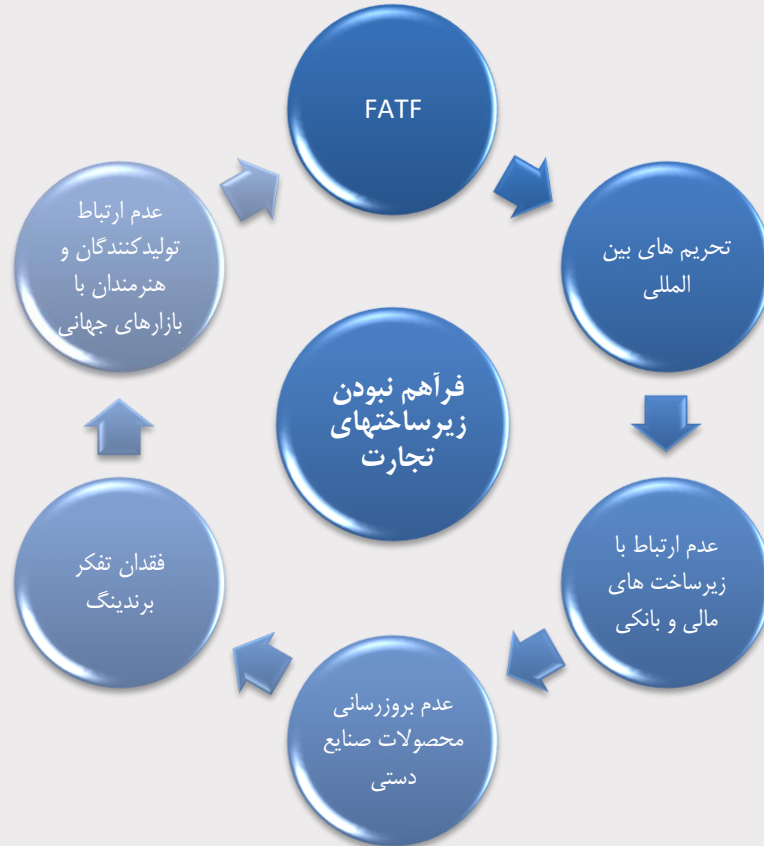 FATF
تحریم های بین
المللی
عدم ارتباط با
زیرساخت های
مالی و بانکی
عدم بروزرسانی
محصولات صنایع
دستی
فقدان تفکر
برندینگ
عدم ارتباط
تولیدکنندگان و
هنرمندان با
بازارهای جهانی
فرآهم نبودن
زیرساختهای
تجارت